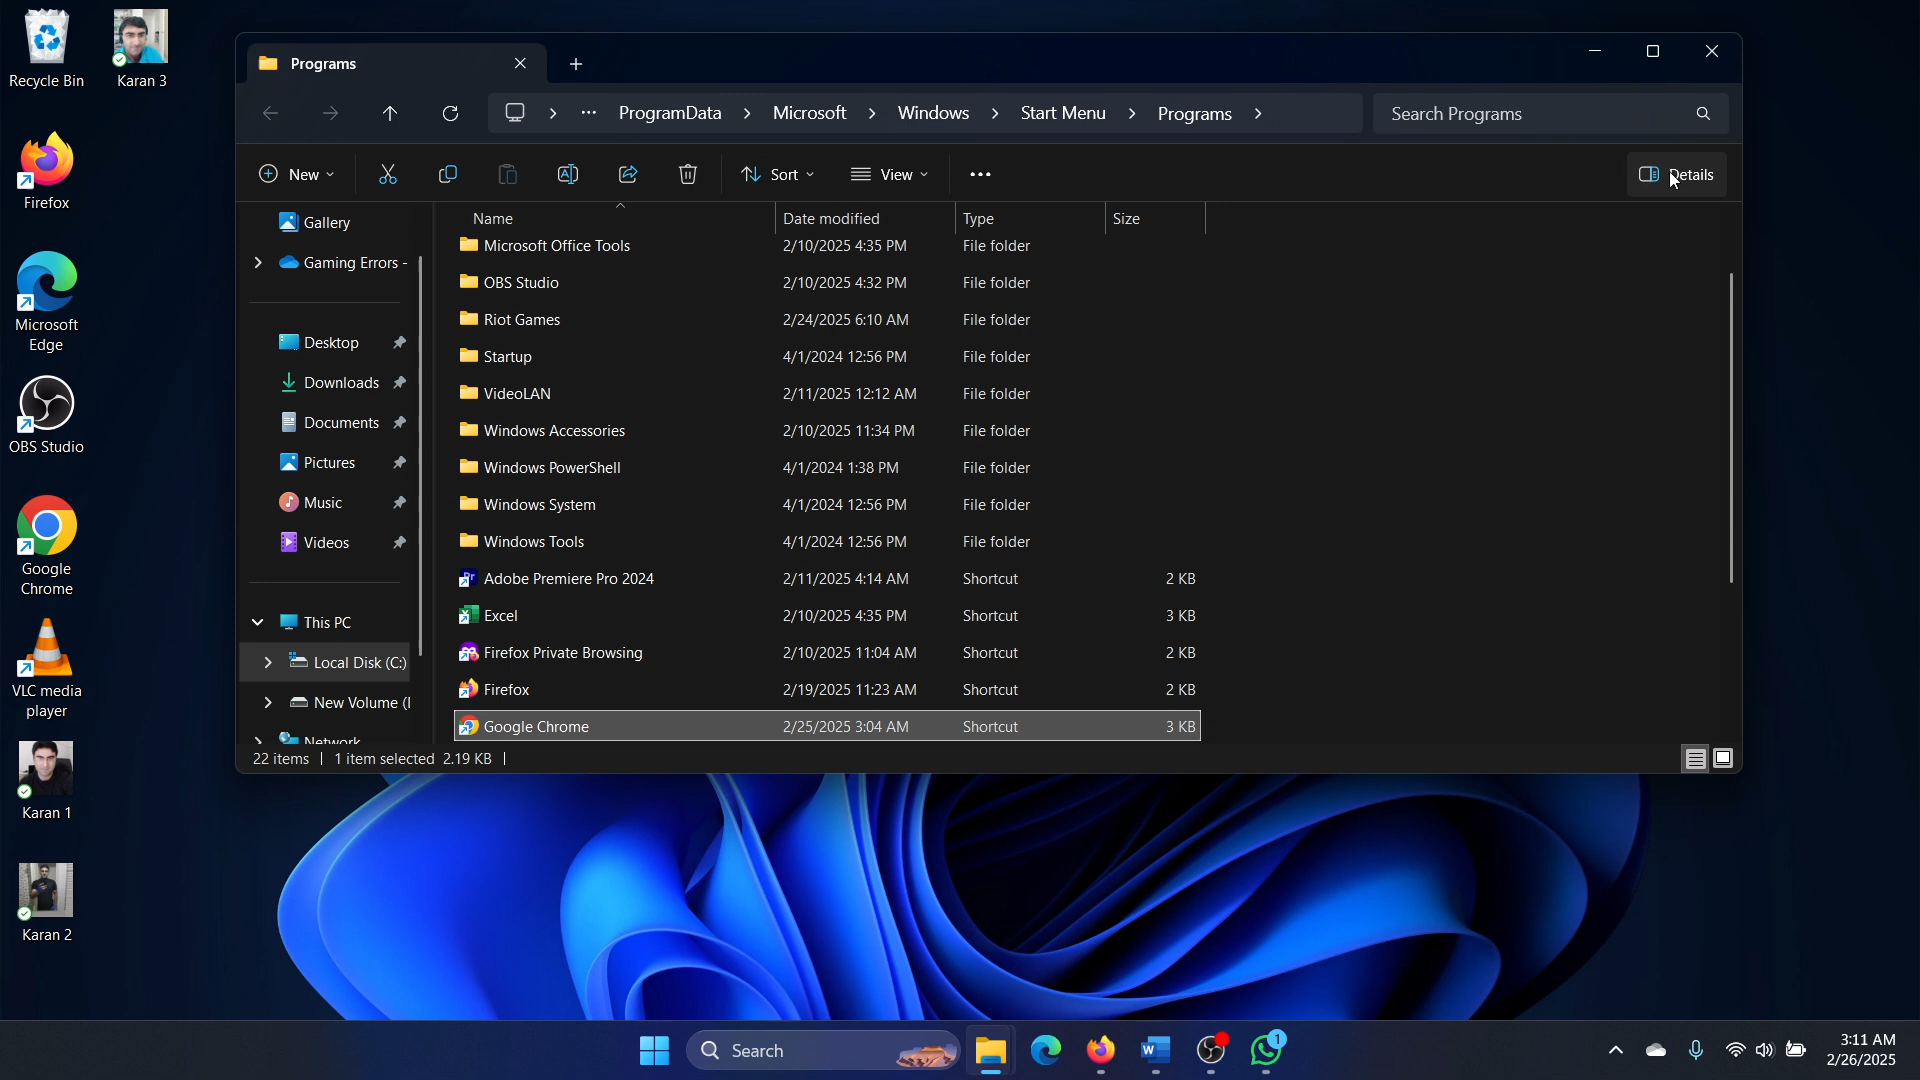 Recycle Bin
Karan 3
Firefox
Microsoft
Edge
OBS Studio
Google
Chrome
VLC media
player
Karan 1
Karan 2
Programs
ProgramData
Microsoft
Windows
Start Menu
Programs
Search Programs
New
Sort
View
Details
Gallery
Gaming Errors -
Desktop
Downloads
Documents
Pictures
Music
Videos
This PC
Local Disk (C:)
New Volume (
Network
Name Date modified Type Size
Microsoft Office Tools 2/10/2025 4:35 PM File folder
OBS Studio 2/10/2025 4:32 PM File folder
Riot Games 2/24/2025 6:10 AM File folder
Startup 4/1/2024 12:56 PM File folder
VideoLAN 2/11/2025 12:12 AM File folder
Windows Accessories 2/10/2025 11:34 PM File folder
Windows PowerShell 4/1/2024 1:38 PM File folder
Windows System 4/1/2024 12:56 PM File folder
Windows Tools 4/1/2024 12:56 PM File folder
Adobe Premiere Pro 2024 2/11/2025 4:14 AM Shortcut 2 KB
Excel 2/10/2025 4:35 PM Shortcut 3 KB
Firefox Private Browsing 2/10/2025 11:04 AM Shortcut 2 KB
Firefox 2/19/2025 11:23 AM Shortcut 2 KB
Google Chrome 2/25/2025 3:04 AM Shortcut 3 KB
22 items 1 item selected 2.19 KB
Search
1
3:11 AM
2/26/2025